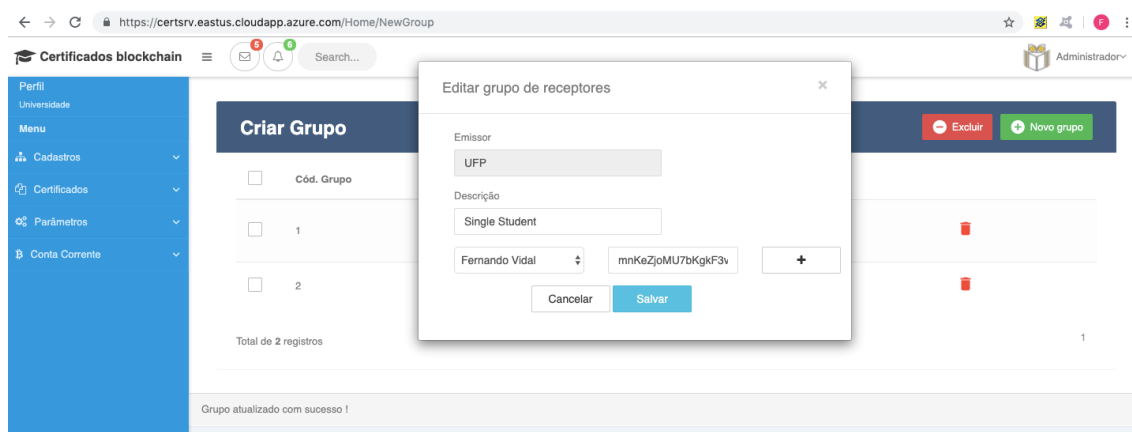 https://certsrv.eastus.cloudapp.azure.com/Home/NewGroup
F
Certificados blockchain
5
6
Search...
Administrador
Perfil
Universidade
Menu
Cadastros
Certificados
Parâmetros
Conta Corrente
Criar Grupo
Excluir
Novo grupo
Cód. Grupo
1
2
Total de 2 registros
1
Grupo atualizado com sucesso !
Editar grupo de receptores
×
Emissor
UFP
Descrição
Single Student
Fernando Vidal
mnKeZjoMU7bKgkF3v
+
Cancelar
Salvar